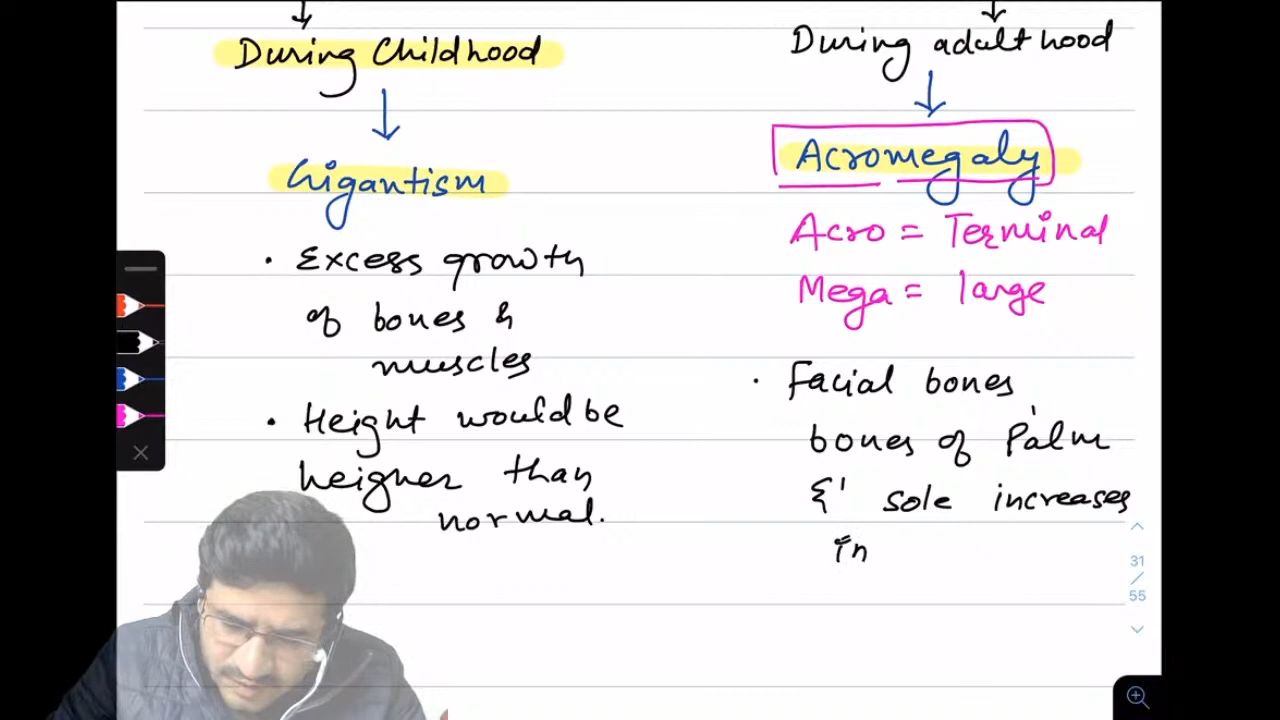 During Childhood
Gigantism
• Excess growth
of bones &
muscles
• Height would be
heigher than
normal.
During adulthood
Acromegaly
Acro = Terminal
Mega = large
• Facial bones,
bones of Palm
& sole increases
in
31
/
55